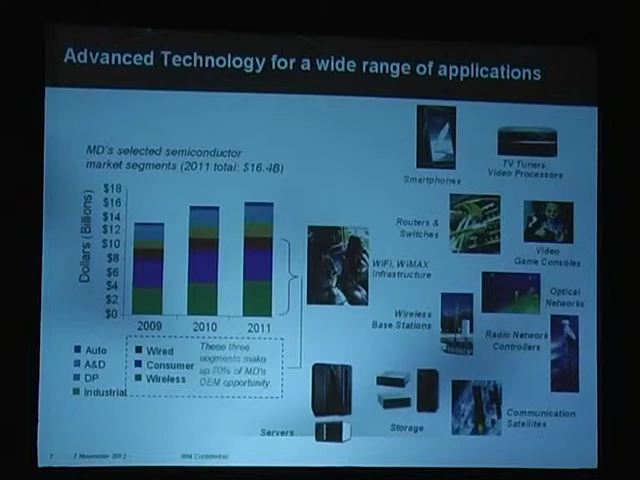 Advanced Technology for a wide range of applications
MD's selected semiconductor
market segments (2011 total: $16.4B)
Dollars (Billions)
$18
$16
$14
$12
$10
$8
$6
$4
$2
$0
2009 2010 2011
Auto
A&D
DP
Industrial
Wired
Consumer
Wireless
These three
segments make
up 70% of MD's
OEM opportunity
Smartphones
TV Tuners,
Video Processors
Routers &
Switches
Video
Game Consoles
WiFi, WiMAX
Infrastructure
Optical
Networks
Wireless
Base Stations
Radio Network
Controllers
Servers
Storage
Communication
Satellites
7 November 2012
IBM Confidential